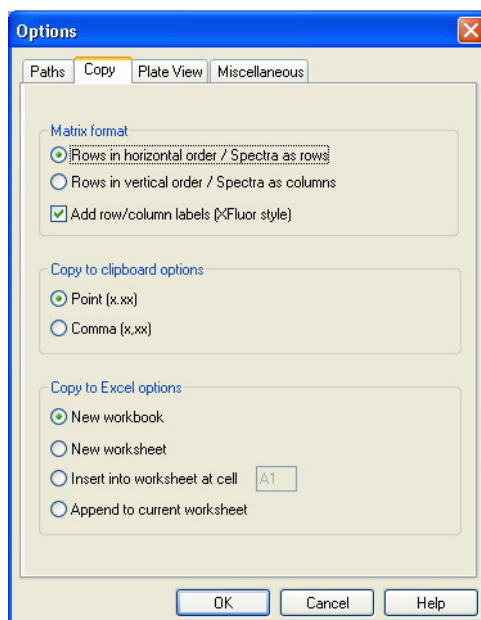 Options
Paths Copy Plate View Miscellaneous
Matrix format
Rows in horizontal order / Spectra as rows
Rows in vertical order / Spectra as columns
Add row/column labels (XFluor style)
Copy to clipboard options
Point (x.xx)
Comma (x,xx)
Copy to Excel options
New workbook
New worksheet
Insert into worksheet at cell A1
Append to current worksheet
OK Cancel Help